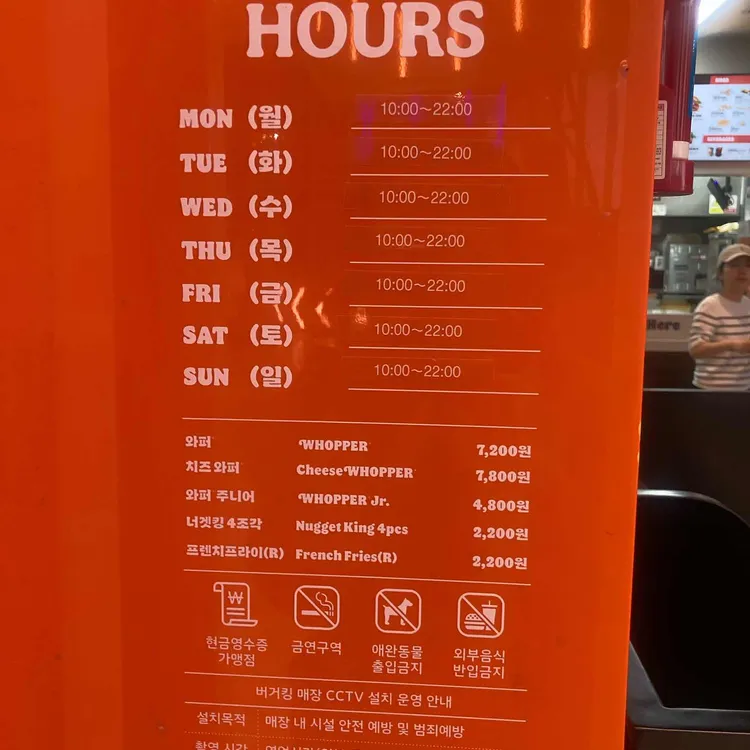 HOURS
MON (월) 10:00~22:00
TUE (화) 10:00~22:00
WED (수) 10:00~22:00
THU (목) 10:00~22:00
FRI (금) 10:00~22:00
SAT (토) 10:00~22:00
SUN (일) 10:00~22:00
와퍼 WHOPPER 7,200원
치즈와퍼 CheeseWHOPPER 7,800원
와퍼 주니어 WHOPPER Jr. 4,800원
너겟킹 4조각 Nugget King 4pcs 2,200원
프렌치프라이(R) French Fries(R) 2,200원
₩
현금영수증 금연구역 애완동물 외부음식
가맹점 출입금지 반입금지
버거킹 매장 CCTV 설치 운영 안내
설치목적 매장 내 시설 안전 예방 및 범죄예방
촬영 시간
Here